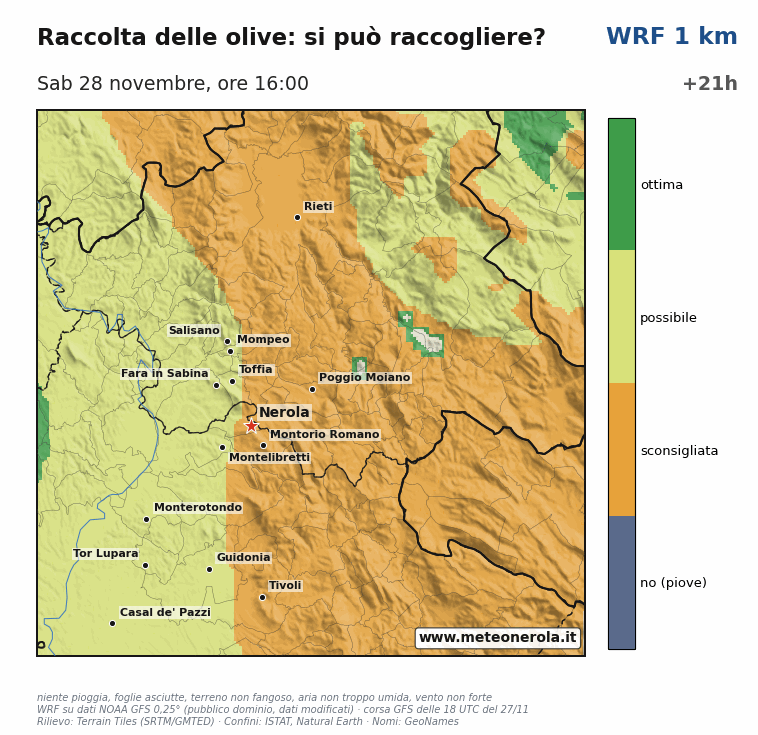 Raccolta delle olive: si può raccogliere?
WRF 1 km
Sab 28 novembre, ore 16:00
+21h
ottima
possibile
sconsigliata
no (piove)
Rieti
Salisano
Mompeo
Fara in Sabina
Toffia
Poggio Moiano
Nerola
Montorio Romano
Montelibretti
Monterotondo
Tor Lupara
Guidonia
Tivoli
Casal de' Pazzi
www.meteonerola.it
niente pioggia, foglie asciutte, terreno non fangoso, aria non troppo umida, vento non forte
WRF su dati NOAA GFS 0,25° (pubblico dominio, dati modificati) · corsa GFS delle 18 UTC del 27/11
Rilievo: Terrain Tiles (SRTM/GMTED) · Confini: ISTAT, Natural Earth · Nomi: GeoNames